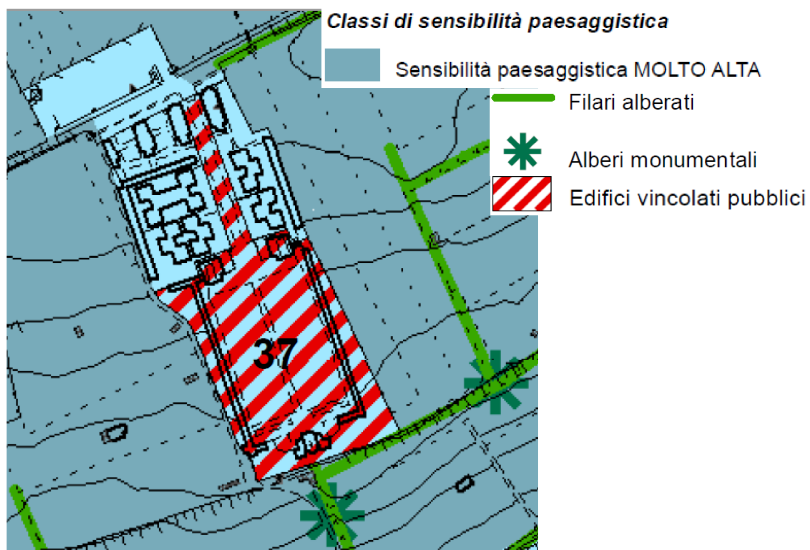 Classi di sensibilità paesaggistica
Sensibilità paesaggistica MOLTO ALTA
Filari alberati
Alberi monumentali
Edifici vincolati pubblici
37